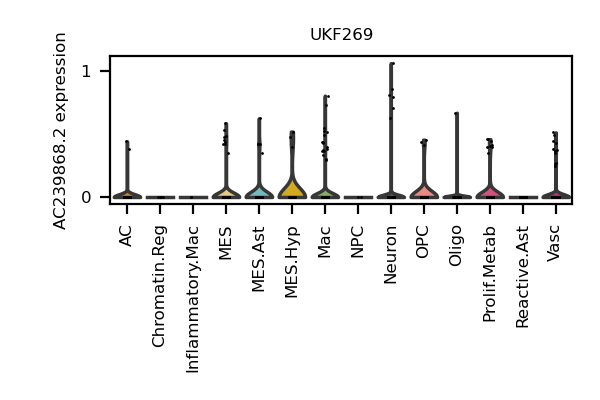 UKF269
AC239868.2 expression
1
0
AC
Chromatin.Reg
Inflammatory.Mac
MES
MES.Ast
MES.Hyp
Mac
NPC
Neuron
OPC
Oligo
Prolif.Metab
Reactive.Ast
Vasc